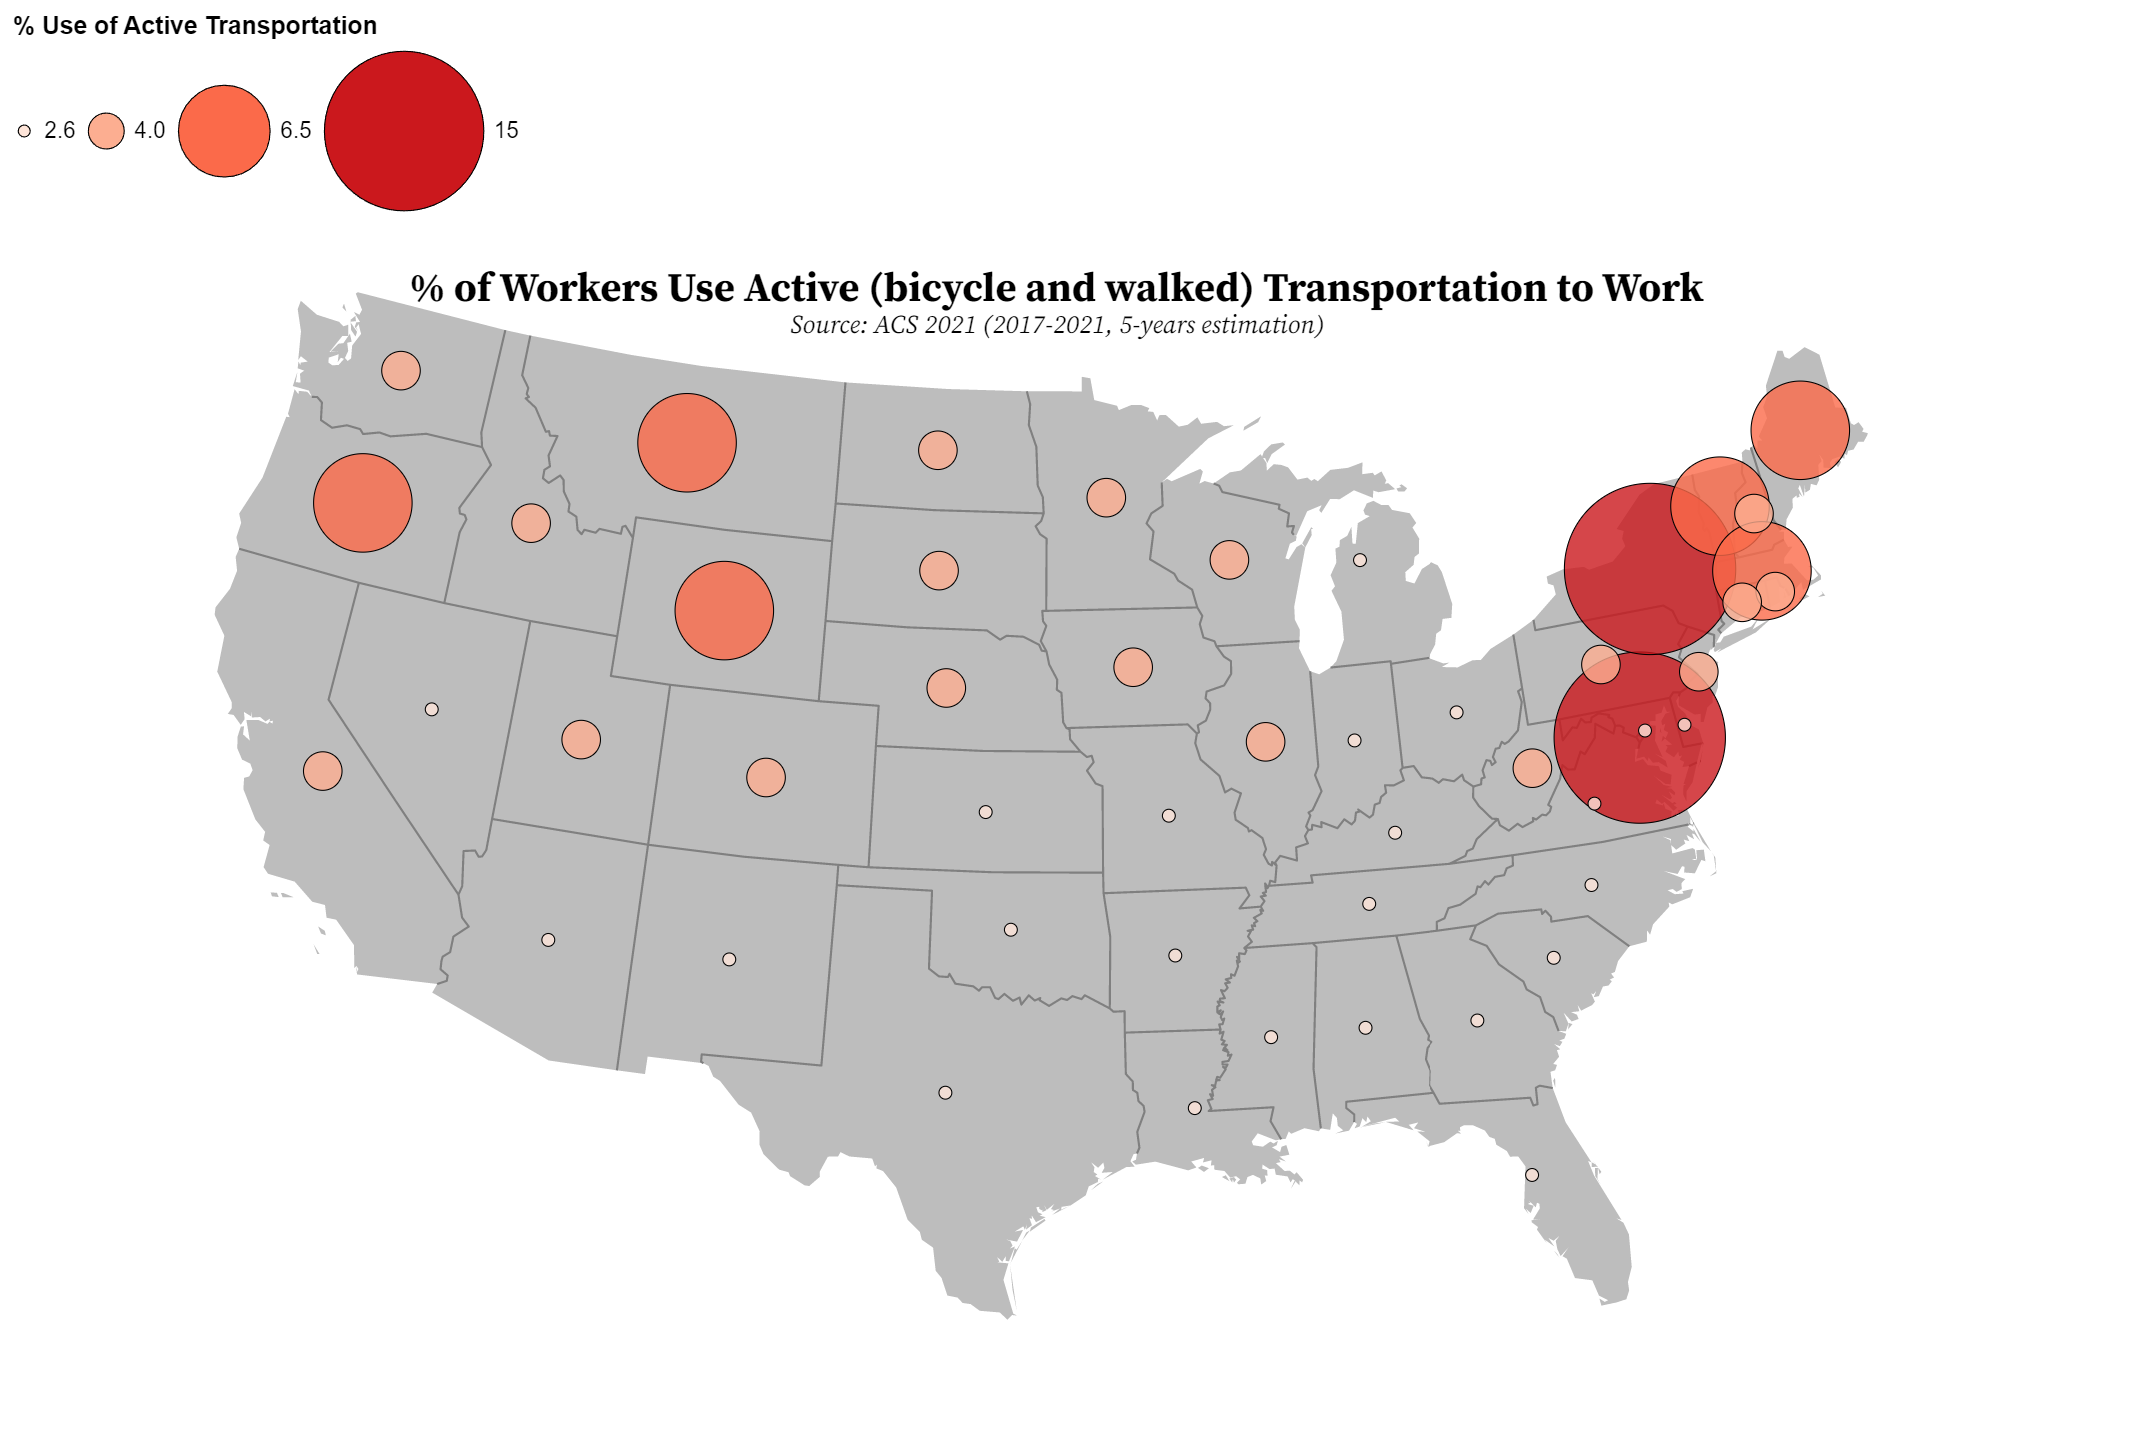 % Use of Active Transportation
2.6 4.0 6.5 15
% of Workers Use Active (bicycle and walked) Transportation to Work
Source: ACS 2021 (2017-2021, 5-years estimation)